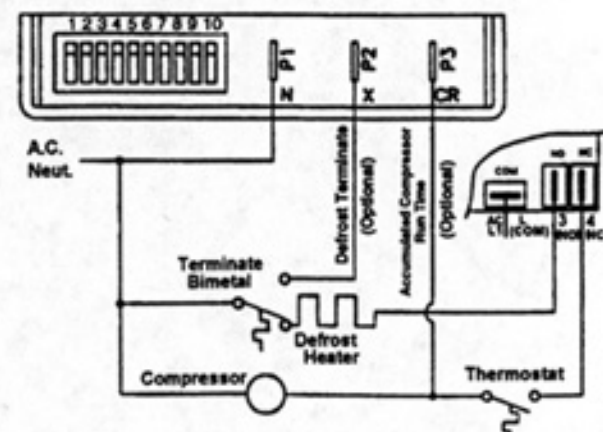 1 2 3 4 5 6 7 8 9 10
P1
P2
P3
N
X
CR
A.C.
Neut.
Defrost Terminate
(Optional)
Accumulated Compressor
Run Time
(Optional)
COM
NO
NC
AC L
L1 (COM)
3
4
Terminate
Bimetal
Defrost
Heater
Compressor
Thermostat